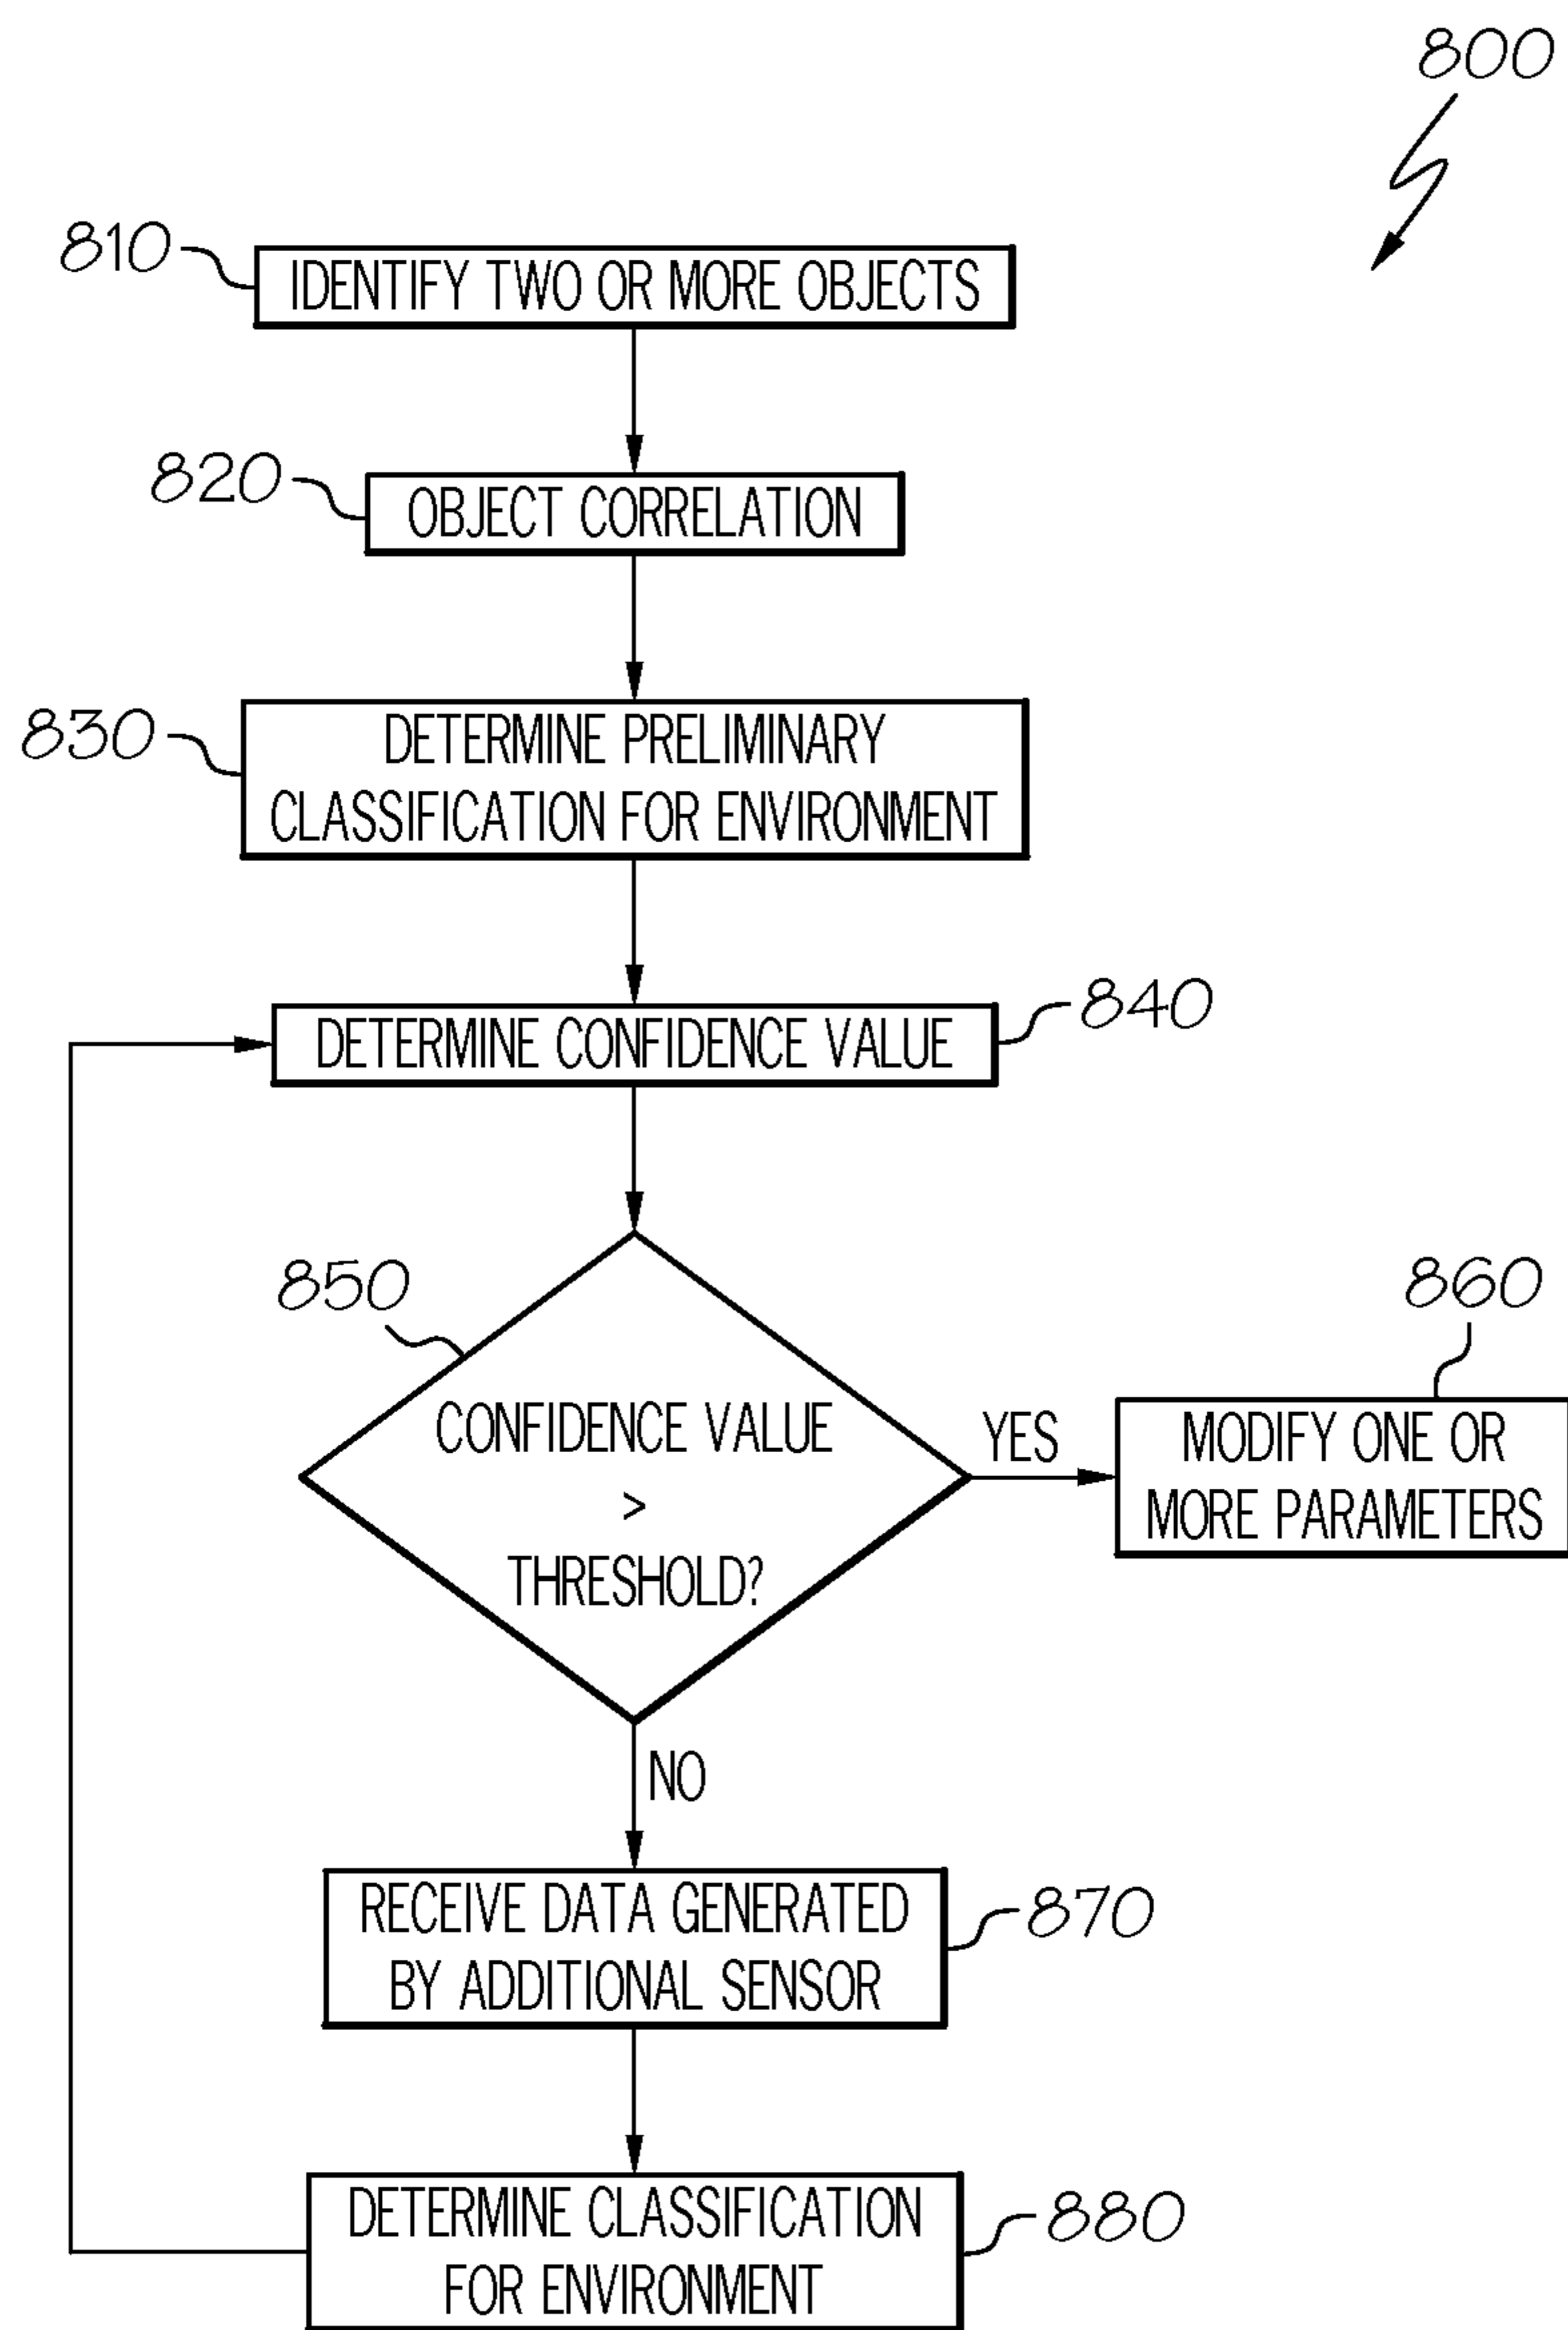 800
810
IDENTIFY TWO OR MORE OBJECTS
820
OBJECT CORRELATION
830
DETERMINE PRELIMINARY
CLASSIFICATION FOR ENVIRONMENT
840
DETERMINE CONFIDENCE VALUE
850
CONFIDENCE VALUE
>
THRESHOLD?
YES
860
MODIFY ONE OR
MORE PARAMETERS
NO
RECEIVE DATA GENERATED
BY ADDITIONAL SENSOR
870
DETERMINE CLASSIFICATION
FOR ENVIRONMENT
880